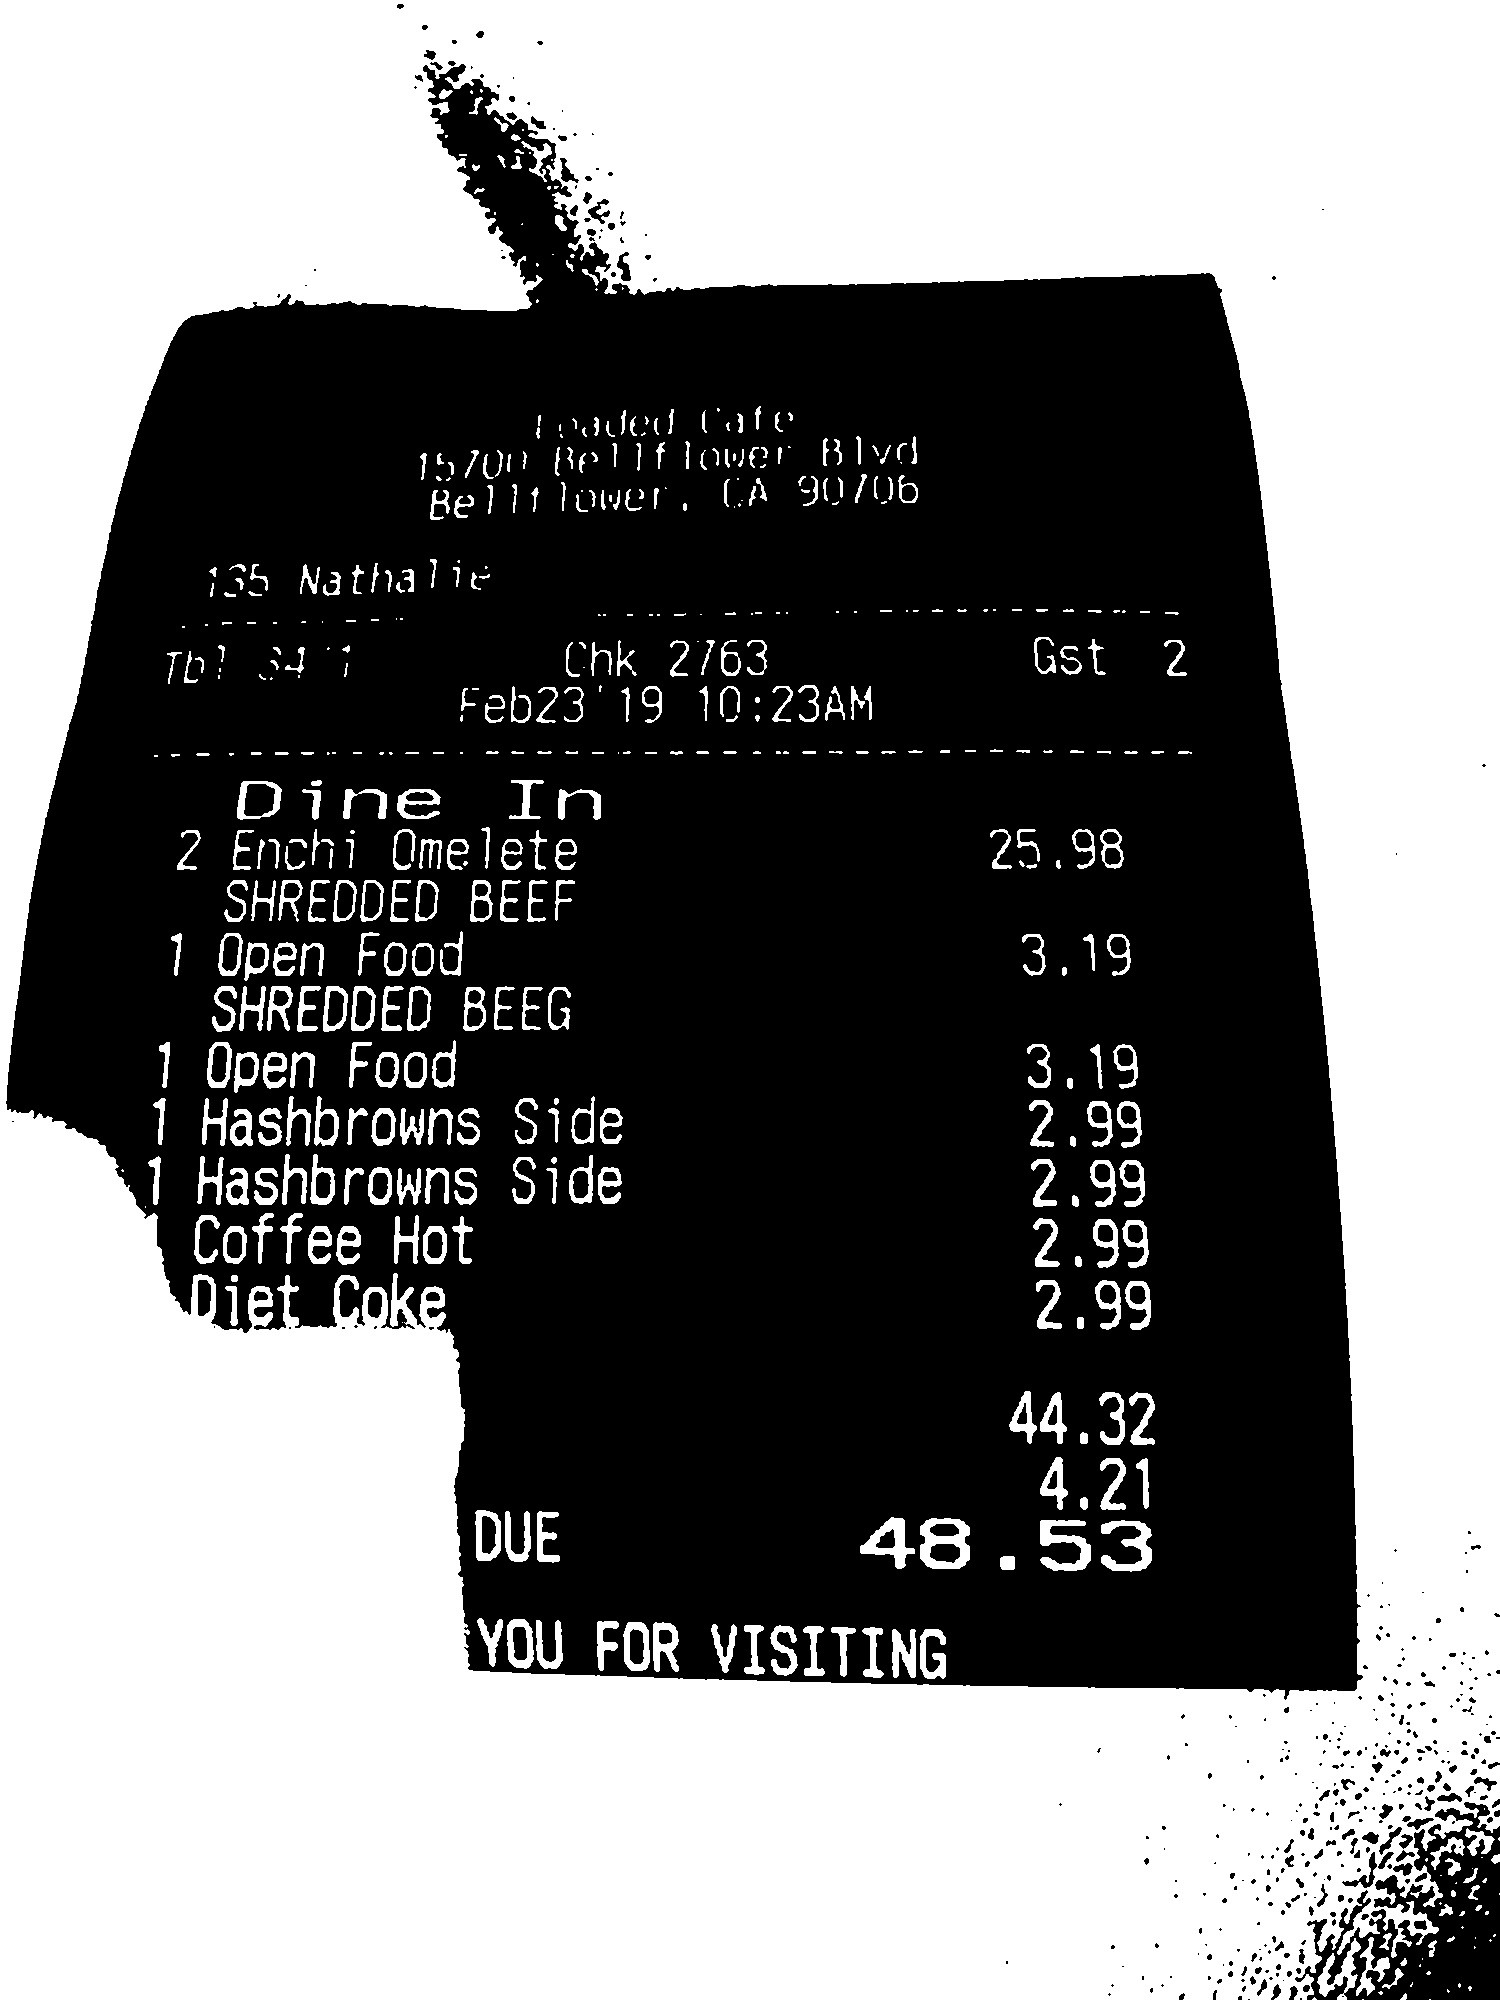 Loaded Cafe
15700 Bellflower Blvd
Bellflower, CA 90706
135 Nathalie
Tbl 34/1 Chk 2763 Gst 2
Feb23'19 10:23AM
Dine In
2 Enchi Omelete 25.98
SHREDDED BEEF
1 Open Food 3.19
SHREDDED BEEG
1 Open Food 3.19
1 Hashbrowns Side 2.99
1 Hashbrowns Side 2.99
Coffee Hot 2.99
Diet Coke 2.99
44.32
4.21
DUE 48.53
YOU FOR VISITING